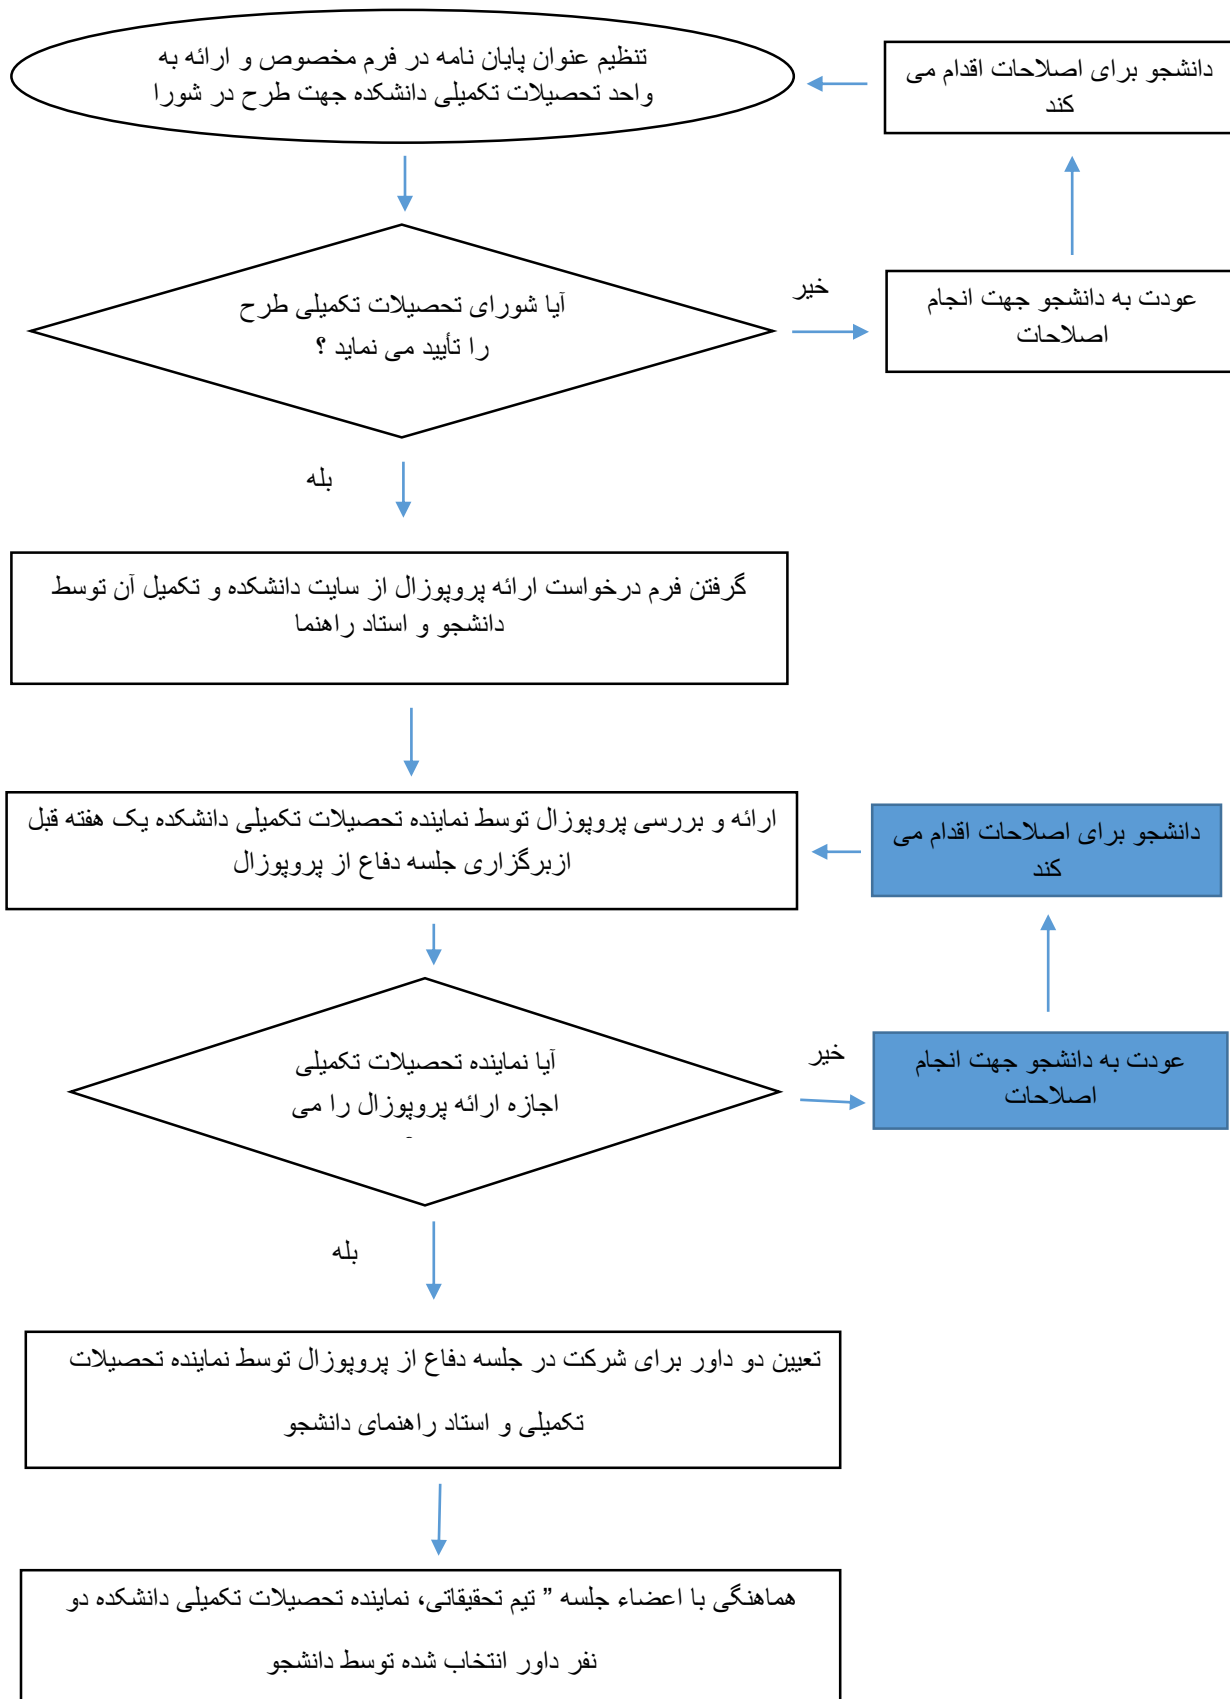 تنظیم عنوان پایان نامه در فرم مخصوص و ارائه به
واحد تحصیلات تکمیلی دانشکده جهت طرح در شورا
دانشجو برای اصلاحات اقدام می
کند
آیا شورای تحصیلات تکمیلی طرح
را تأیید می نماید ؟
خیر
عودت به دانشجو جهت انجام
اصلاحات
بله
گرفتن فرم درخواست ارائه پروپوزال از سایت دانشکده و تکمیل آن توسط
دانشجو و استاد راهنما
ارائه و بررسی پروپوزال توسط نماینده تحصیلات تکمیلی دانشکده یک هفته قبل
ازبرگزاری جلسه دفاع از پروپوزال
دانشجو برای اصلاحات اقدام می
کند
آیا نماینده تحصیلات تکمیلی
اجازه ارائه پروپوزال را می
خیر
عودت به دانشجو جهت انجام
اصلاحات
بله
تعیین دو داور برای شرکت در جلسه دفاع از پروپوزال توسط نماینده تحصیلات
تکمیلی و استاد راهنمای دانشجو
هماهنگی با اعضاء جلسه " تیم تحقیقاتی، نماینده تحصیلات تکمیلی دانشکده دو
نفر داور انتخاب شده توسط دانشجو